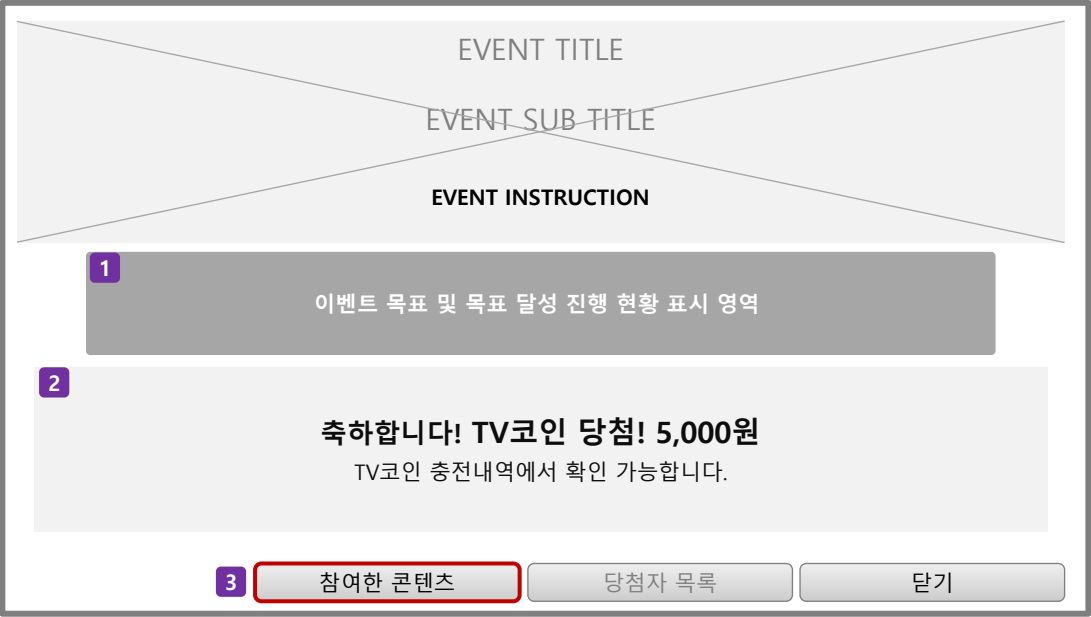 EVENT TITLE
EVENT SUB TITLE
EVENT INSTRUCTION
1
이벤트 목표 및 목표 달성 진행 현황 표시 영역
2
축하합니다! TV코인 당첨! 5,000원
TV코인 충전내역에서 확인 가능합니다.
3 참여한 콘텐츠 당첨자 목록 닫기